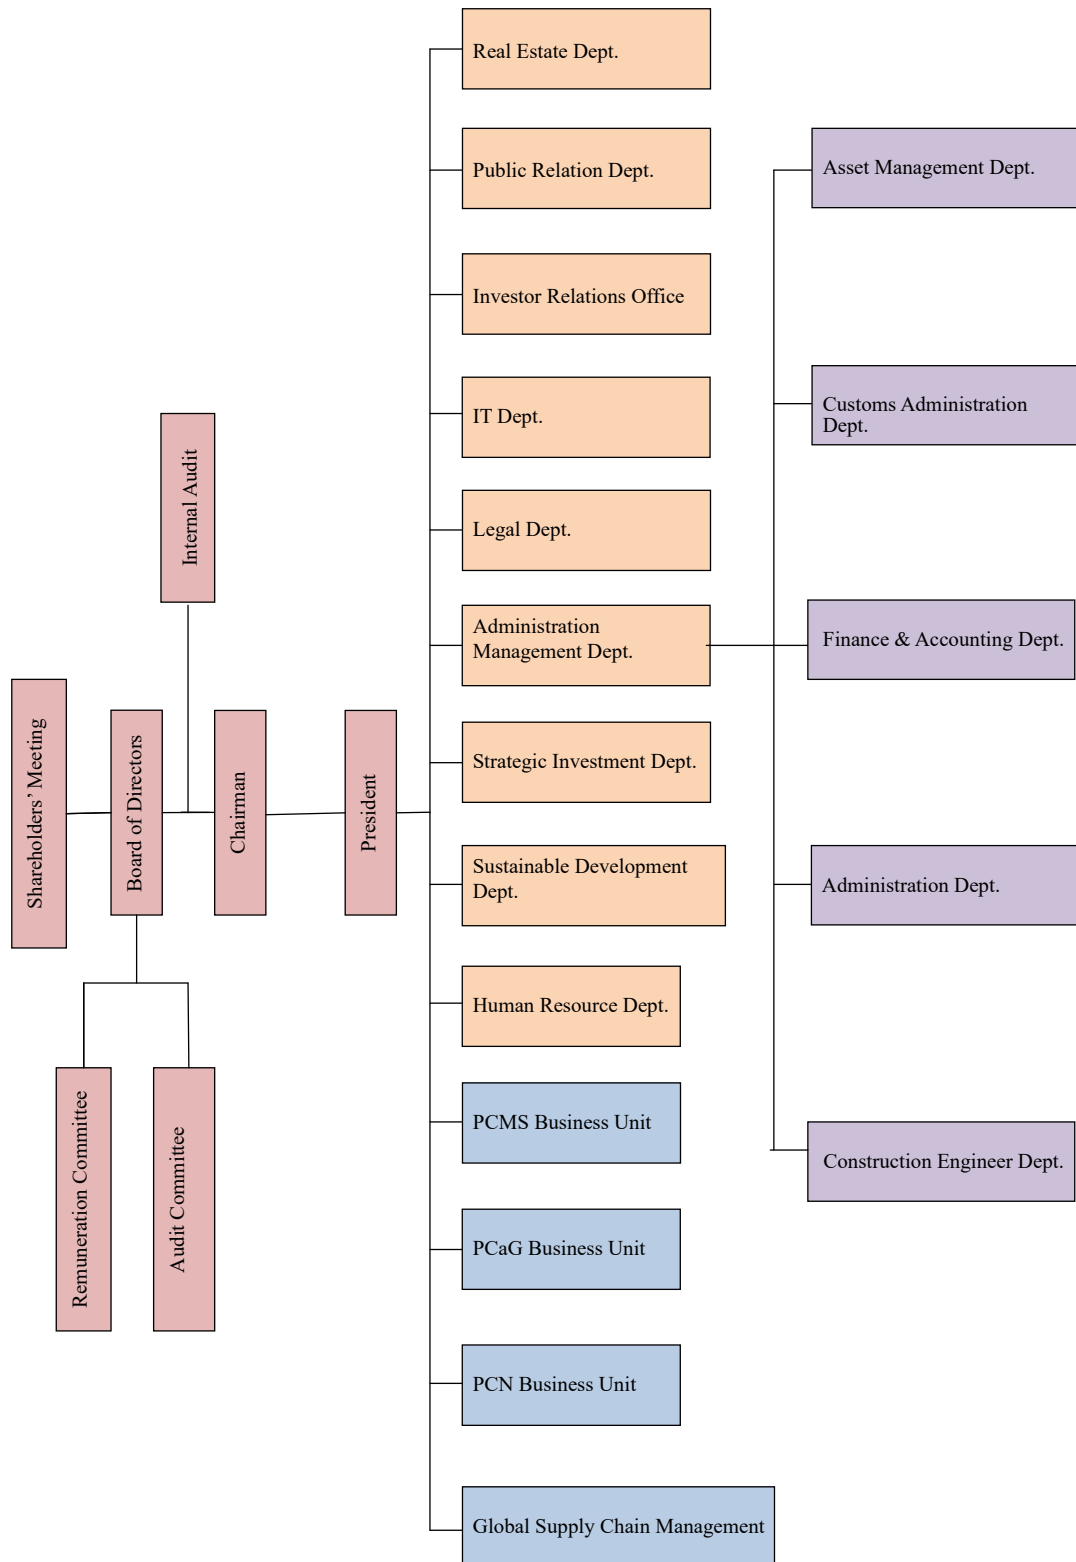 Shareholders’ Meeting
Board of Directors
Internal Audit
Chairman
President
Remuneration Committee
Audit Committee
Real Estate Dept.
Public Relation Dept.
Investor Relations Office
IT Dept.
Legal Dept.
Administration
Management Dept.
Strategic Investment Dept.
Sustainable Development
Dept.
Human Resource Dept.
PCMS Business Unit
PCaG Business Unit
PCN Business Unit
Global Supply Chain Management
Asset Management Dept.
Customs Administration
Dept.
Finance & Accounting Dept.
Administration Dept.
Construction Engineer Dept.